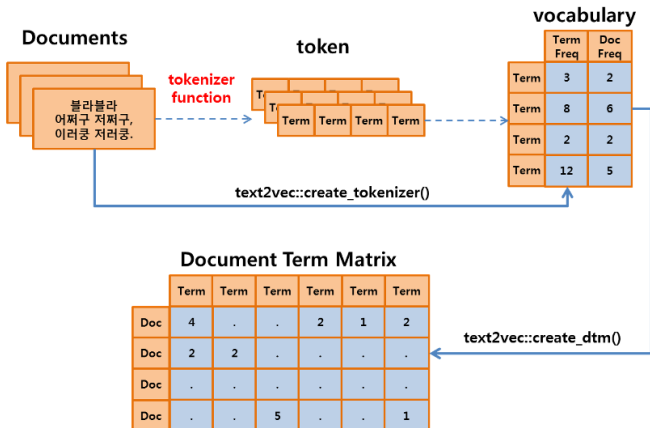 Documents
token
vocabulary
tokenizer
function
블라블라
어쩌구 저쩌구,
이러쿵 저러쿵.
Term
Term
Term Term Term Term
Term Freq Doc Freq
Term 3 2
Term 8 6
Term 2 2
Term 12 5
text2vec::create_tokenizer()
Document Term Matrix
Term Term Term Term Term Term
Doc 4 . . 2 1 2
Doc 2 2 . . . .
Doc . . . . . .
Doc . . 5 . . 1
text2vec::create_dtm()